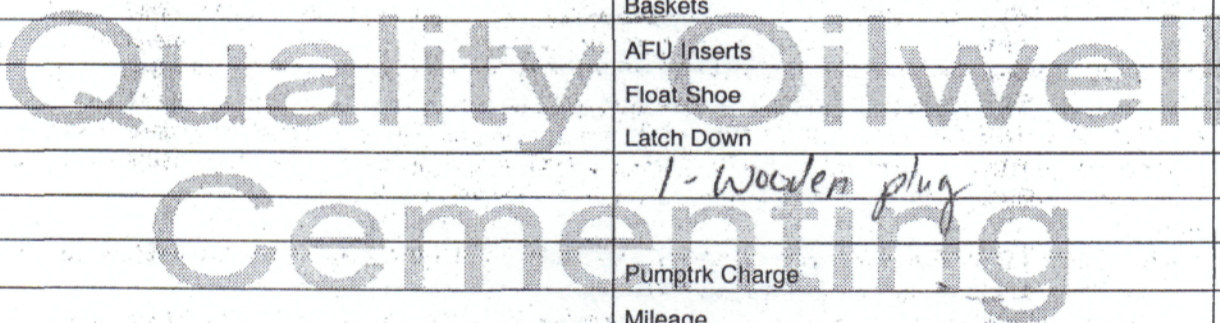 Baskets
AFU Inserts
Quality Oilwell
Float Shoe
Latch Down
1 - Wooden plug
Cementing
Pumptrk Charge
Mileage